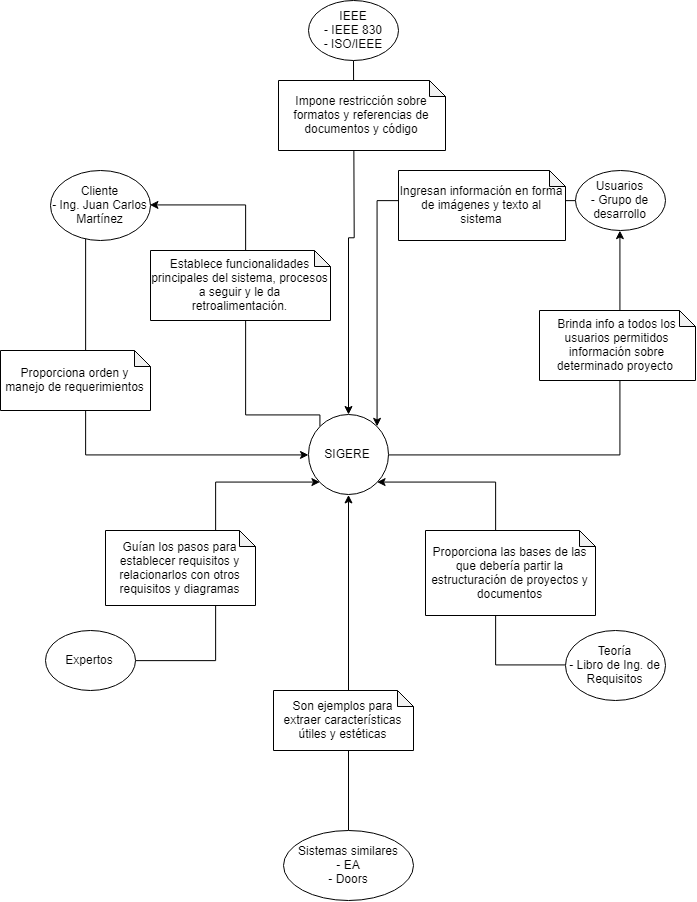 IEEE
- IEEE 830
- ISO/IEEE
Impone restricción sobre
formatos y referencias de
documentos y código
Cliente
- Ing. Juan Carlos
Martínez
Ingresan información en forma
de imágenes y texto al
sistema
Usuarios
- Grupo de
desarrollo
Establece funcionalidades
principales del sistema, procesos
a seguir y le da
retroalimentación.
Brinda info a todos los
usuarios permitidos
información sobre
determinado proyecto
Proporciona orden y
manejo de requerimientos
SIGERE
Guían los pasos para
establecer requisitos y
relacionarlos con otros
requisitos y diagramas
Proporciona las bases de las
que debería partir la
estructuración de proyectos y
documentos
Expertos
Teoría
- Libro de Ing. de
Requisitos
Son ejemplos para
extraer características
útiles y estéticas
Sistemas similares
- EA
- Doors